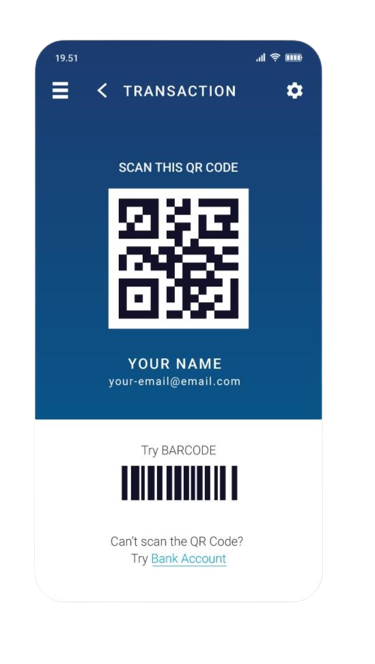 19.51
TRANSACTION
SCAN THIS QR CODE
YOUR NAME
your-email@email.com
Try BARCODE
Can't scan the QR Code?
Try Bank Account